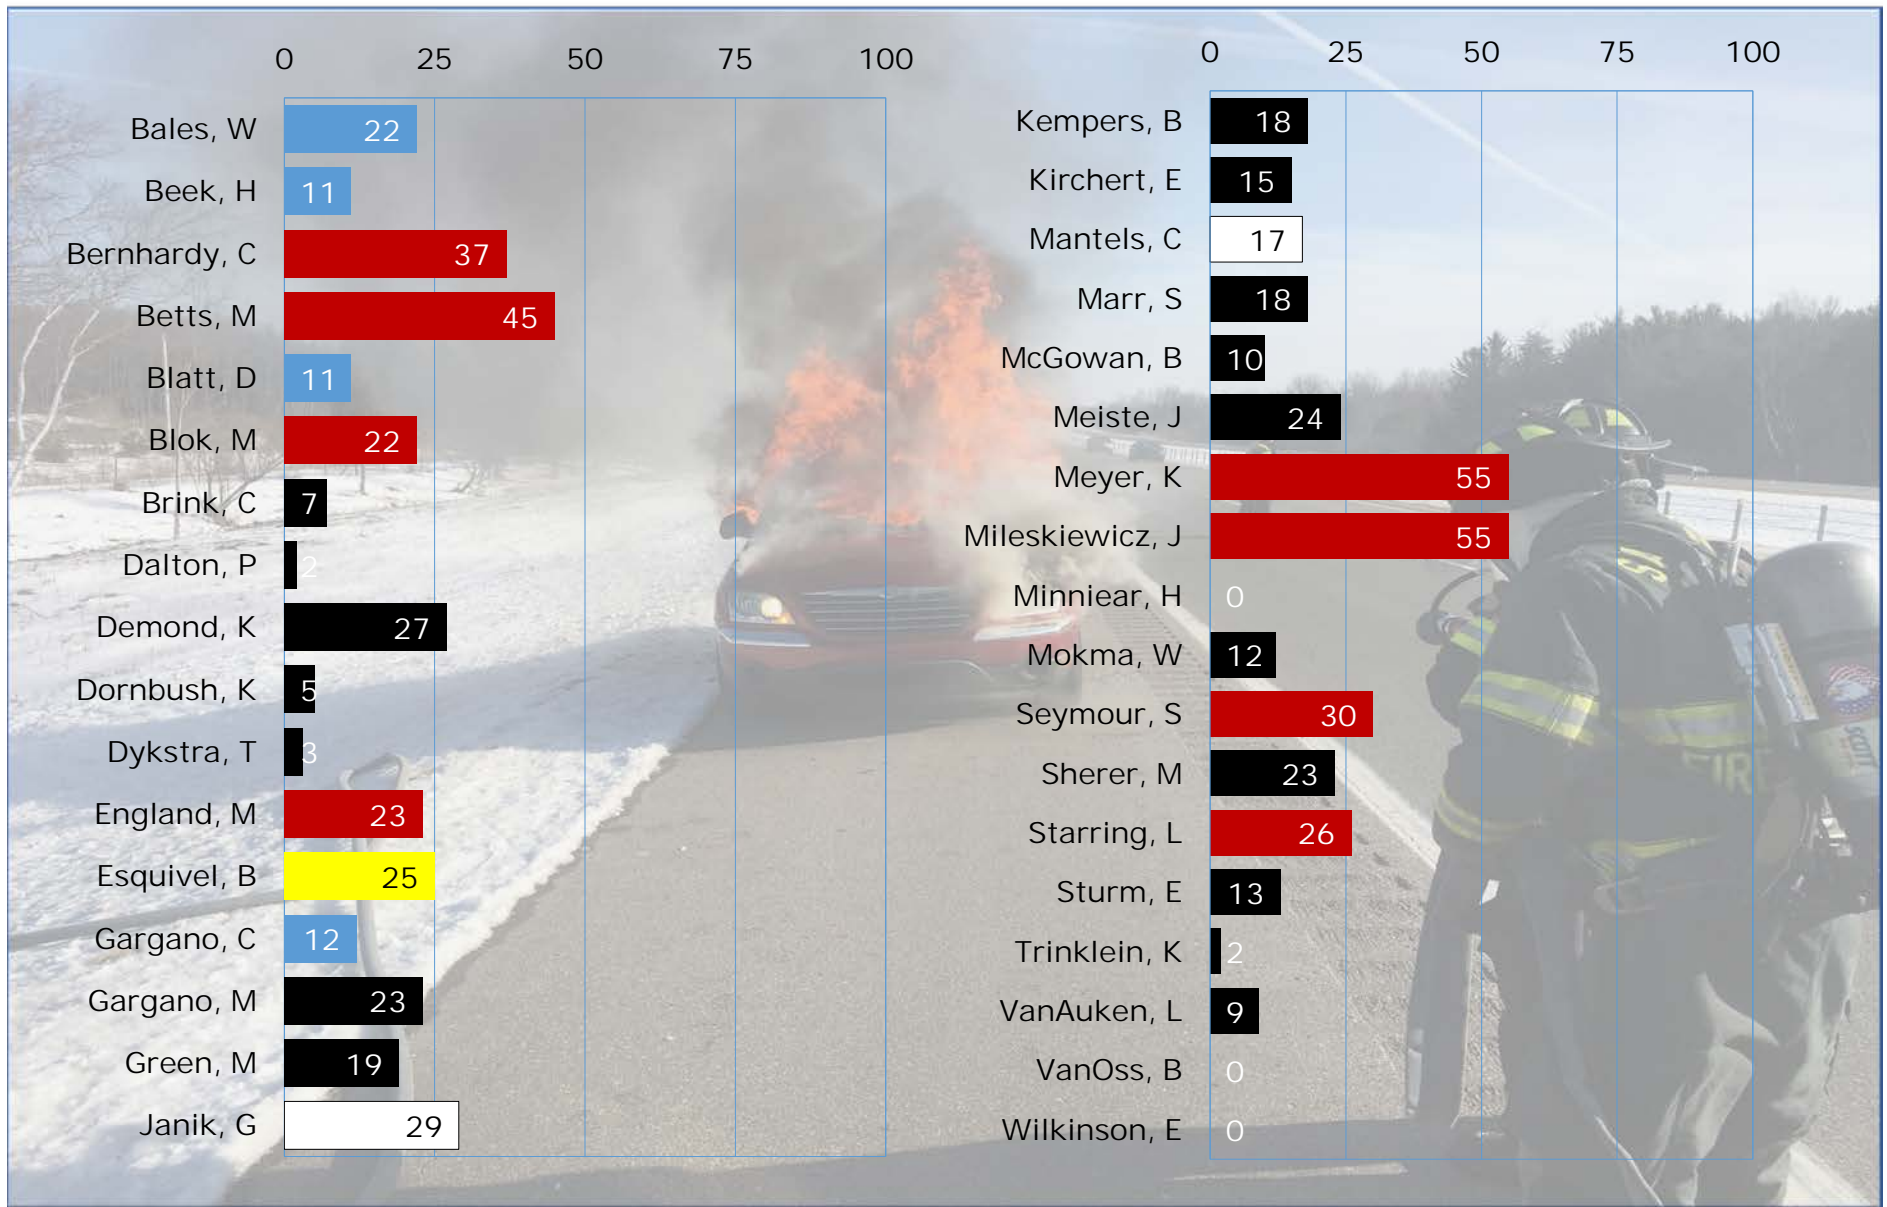 0 25 50 75 100
Bales, W 22
Beek, H 11
Bernhardy, C 37
Betts, M 45
Blatt, D 11
Blok, M 22
Brink, C 7
Dalton, P 2
Demond, K 27
Dornbush, K 5
Dykstra, T 3
England, M 23
Esquivel, B 25
Gargano, C 12
Gargano, M 23
Green, M 19
Janik, G 29
0 25 50 75 100
Kempers, B 18
Kirchert, E 15
Mantels, C 17
Marr, S 18
McGowan, B 10
Meiste, J 24
Meyer, K 55
Mileskiewicz, J 55
Minniear, H 0
Mokma, W 12
Seymour, S 30
Sherer, M 23
Starring, L 26
Sturm, E 13
Trinklein, K 2
VanAuken, L 9
VanOss, B 0
Wilkinson, E 0
SCOTT